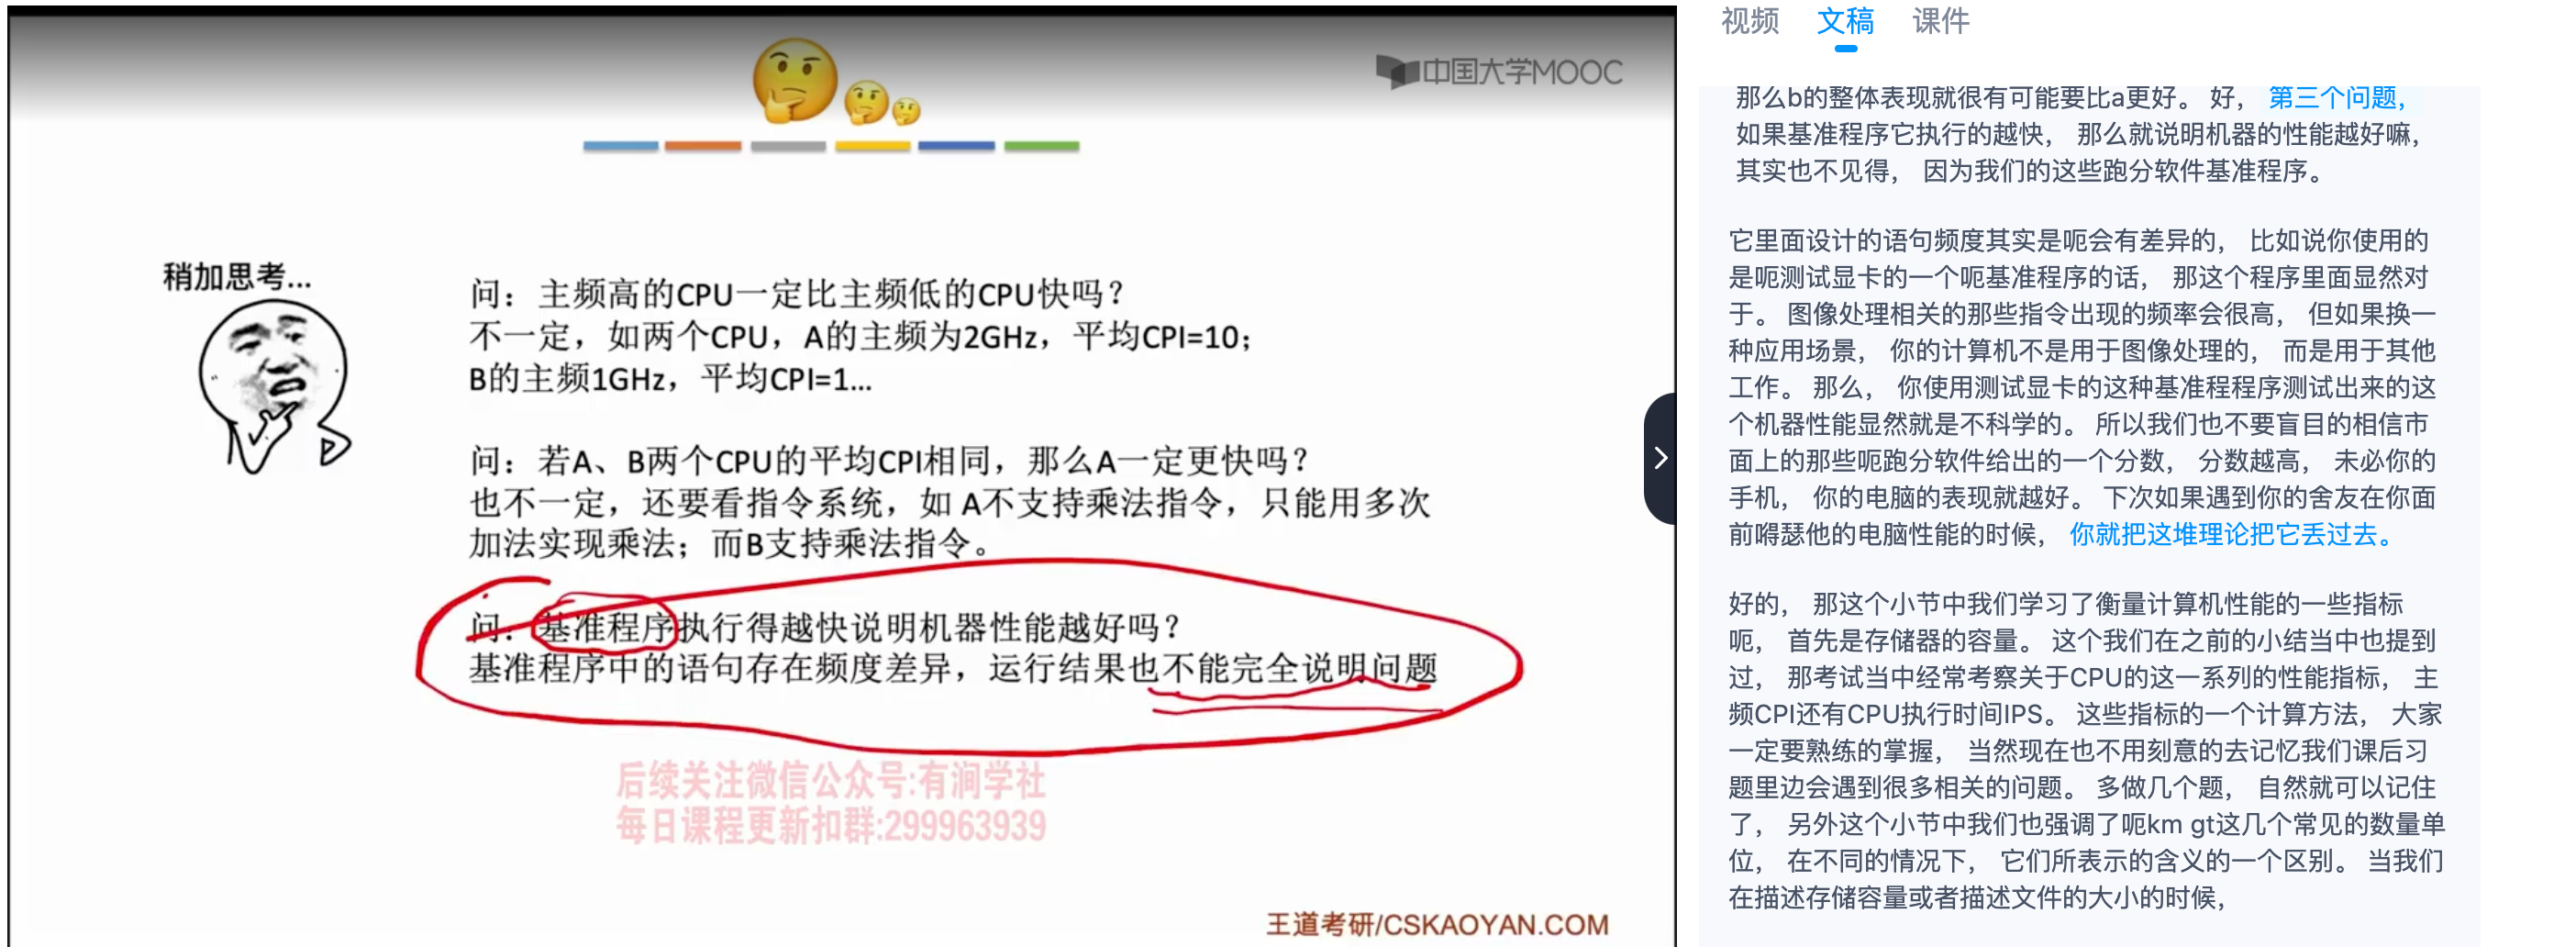 中国大学MOOC
稍加思考...
问：主频高的CPU一定比主频低的CPU快吗？
不一定，如两个CPU，A的主频为2GHz，平均CPI=10；
B的主频1GHz，平均CPI=1...
问：若A、B两个CPU的平均CPI相同，那么A一定更快吗？
也不一定，还要看指令系统，如 A不支持乘法指令，只能用多次
加法实现乘法；而B支持乘法指令。
问：基准程序执行得越快说明机器性能越好吗？
基准程序中的语句存在频度差异，运行结果也不能完全说明问题
后续关注微信公众号:有涧学社
每日课程更新扣群:299963939
王道考研/CSKAOYAN.COM
视频 文稿 课件
那么b的整体表现就很有可能要比a更好。 好， 第三个问题，
如果基准程序它执行的越快， 那么就说明机器的性能越好嘛，
其实也不见得， 因为我们的这些跑分软件基准程序。
它里面设计的语句频度其实是呃会有差异的， 比如说你使用的
是呃测试显卡的一个呃基准程序的话， 那这个程序里面显然对
于。 图像处理相关的那些指令出现的频率会很高， 但如果换一
种应用场景， 你的计算机不是用于图像处理的， 而是用于其他
工作。 那么， 你使用测试显卡的这种基准程程序测试出来的这
个机器性能显然就是不科学的。 所以我们也不要盲目的相信市
面上的那些呃跑分软件给出的一个分数， 分数越高， 未必你的
手机， 你的电脑的表现就越好。 下次如果遇到你的舍友在你面
前嘚瑟他的电脑性能的时候， 你就把这堆理论把它丢过去。
好的， 那这个小节中我们学习了衡量计算机性能的一些指标
呃， 首先是存储器的容量。 这个我们在之前的小结当中也提到
过， 那考试当中经常考察关于CPU的这一系列的性能指标， 主
频CPI还有CPU执行时间IPS。 这些指标的一个计算方法， 大家
一定要熟练的掌握， 当然现在也不用刻意的去记忆我们课后习
题里边会遇到很多相关的问题。 多做几个题， 自然就可以记住
了， 另外这个小节中我们也强调了呃km gt这几个常见的数量单
位， 在不同的情况下， 它们所表示的含义的一个区别。 当我们
在描述存储容量或者描述文件的大小的时候，